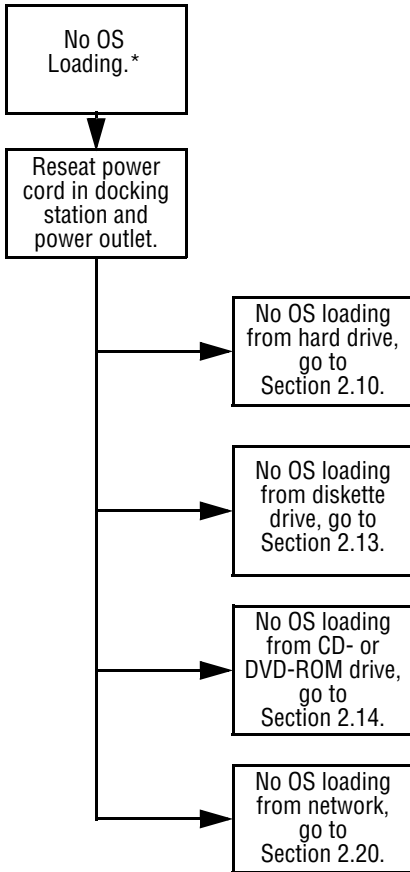 No OS
Loading.*
Reseat power
cord in docking
station and
power outlet.
No OS loading
from hard drive,
go to
Section 2.10.
No OS loading
from diskette
drive, go to
Section 2.13.
No OS loading
from CD- or
DVD-ROM drive,
go to
Section 2.14.
No OS loading
from network,
go to
Section 2.20.